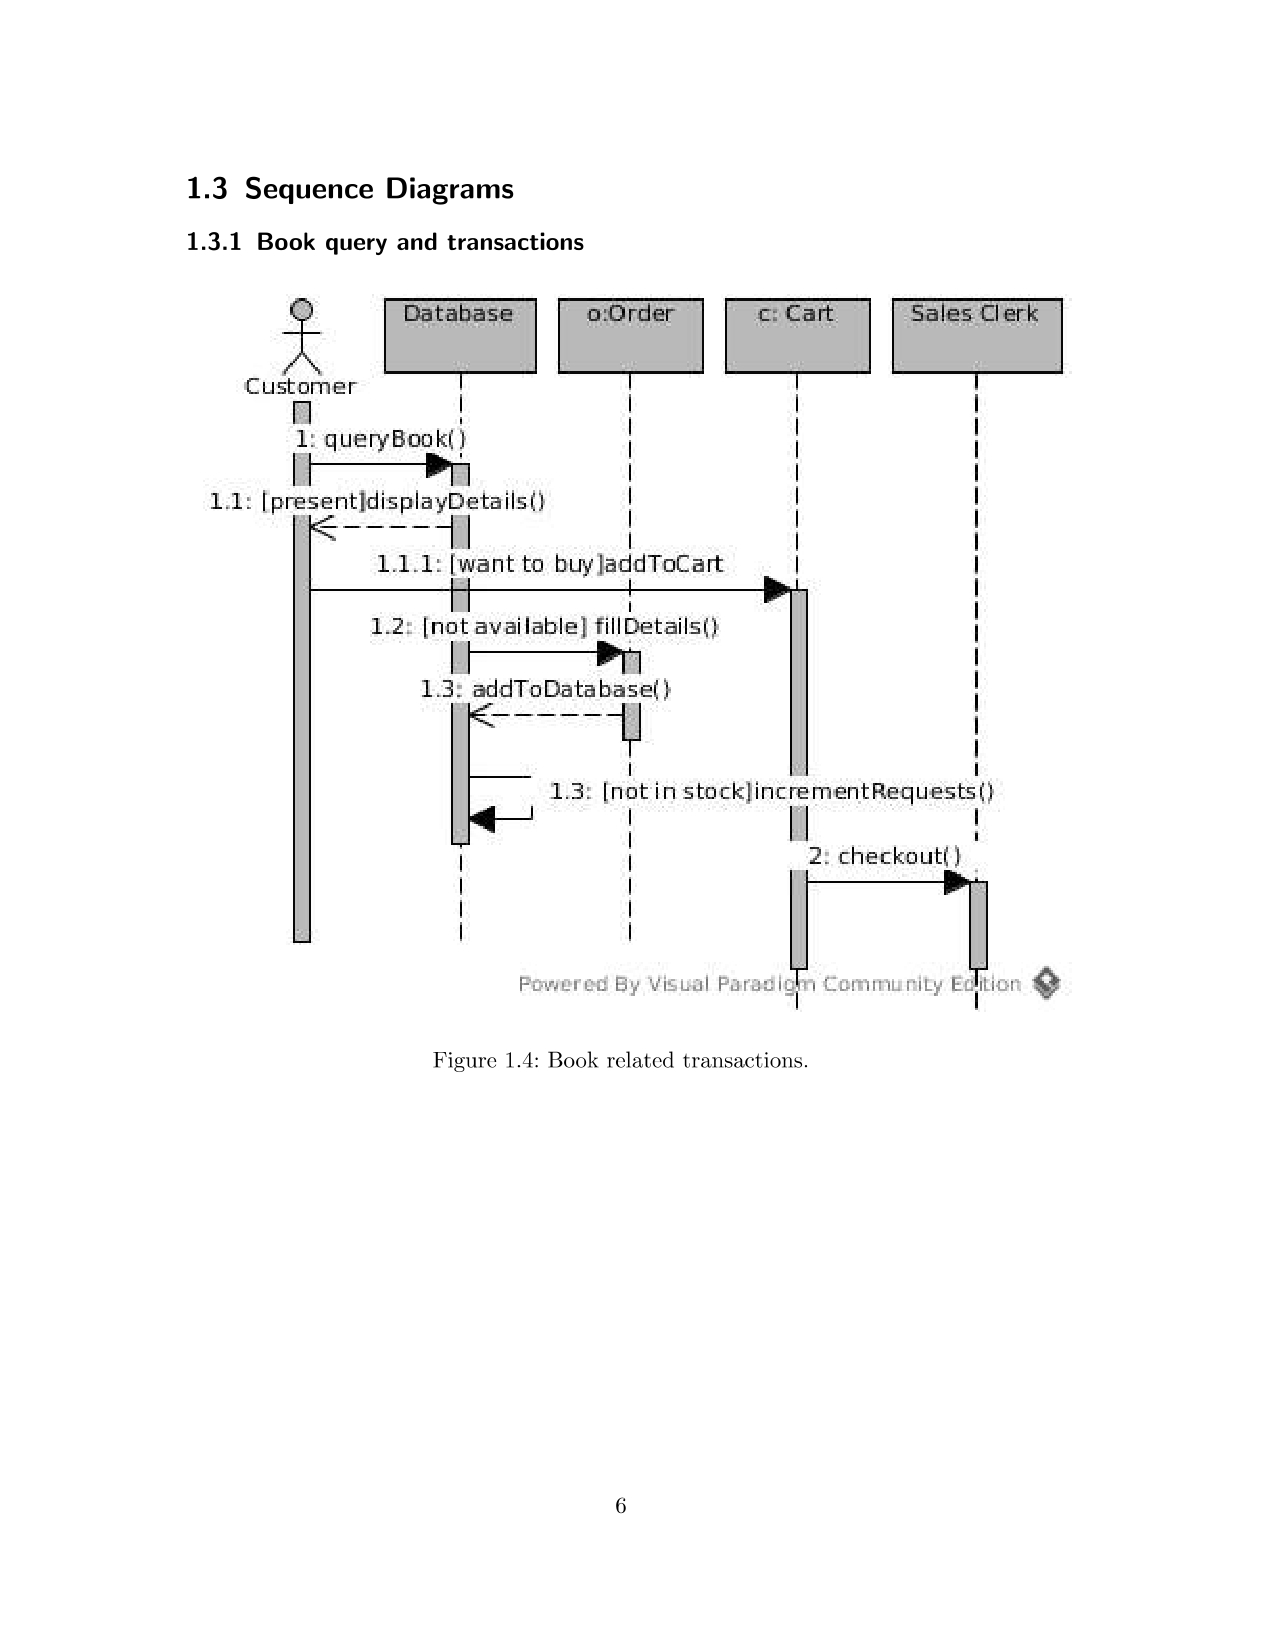 1.3 Sequence Diagrams
1.3.1 Book query and transactions
Database
o:Order
c: Cart
Sales Clerk
Customer
1: queryBook()
1.1: [present]displayDetails()
1.1.1: [want to buy]addToCart
1.2: [not available] fillDetails()
1.3: addToDatabase()
1.3: [not in stock]incrementRequests()
2: checkout()
Powered By Visual Paradigm Community Edition
Figure 1.4: Book related transactions.
6